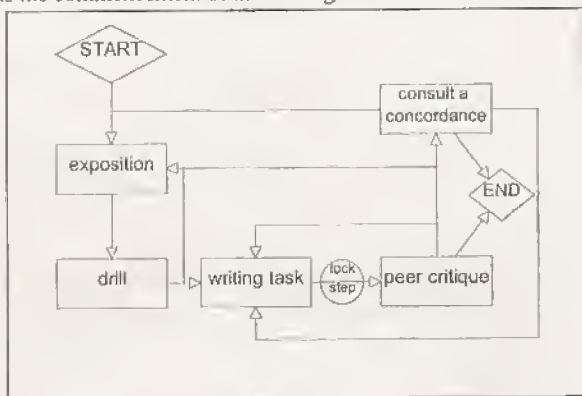 START
consult a
concordance
exposition
END
drill
writing task
lock
step
peer critique